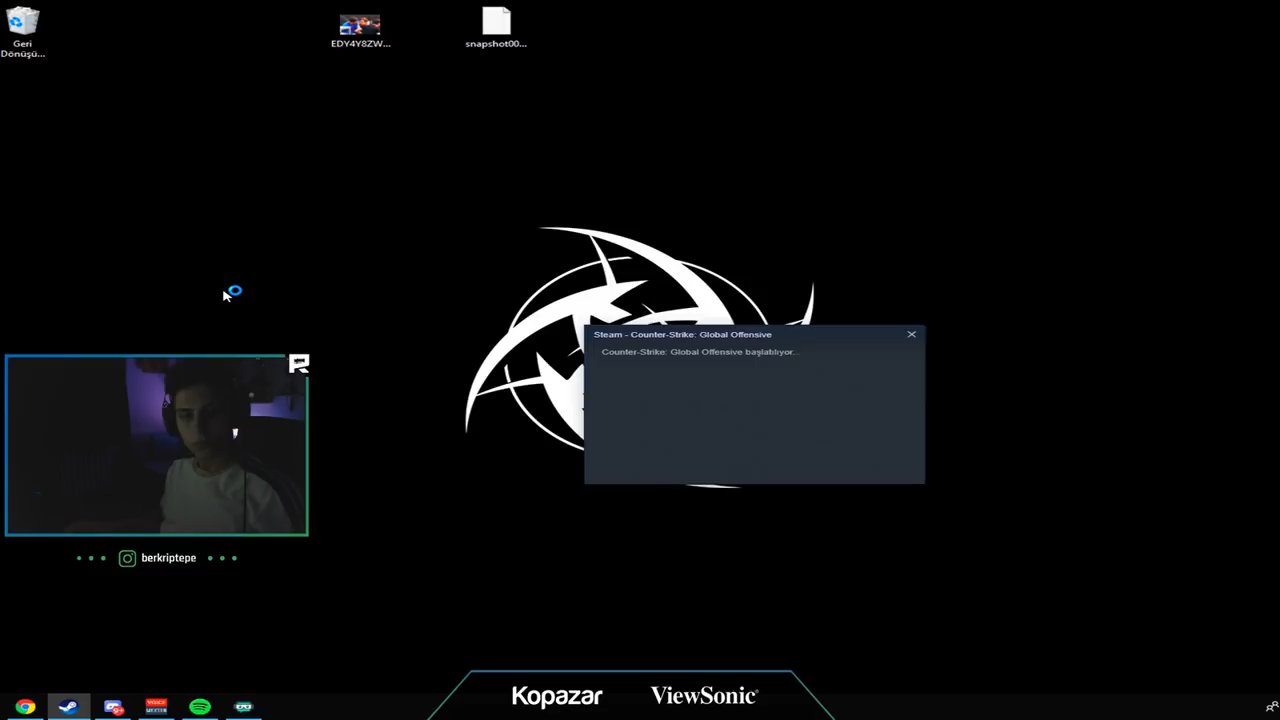 Geri
Dönüşü...
EDY4Y8ZW...
snapshot00...
Steam - Counter-Strike: Global Offensive
Counter-Strike: Global Offensive başlatılıyor...
berkriptepe
Kopazar
ViewSonic